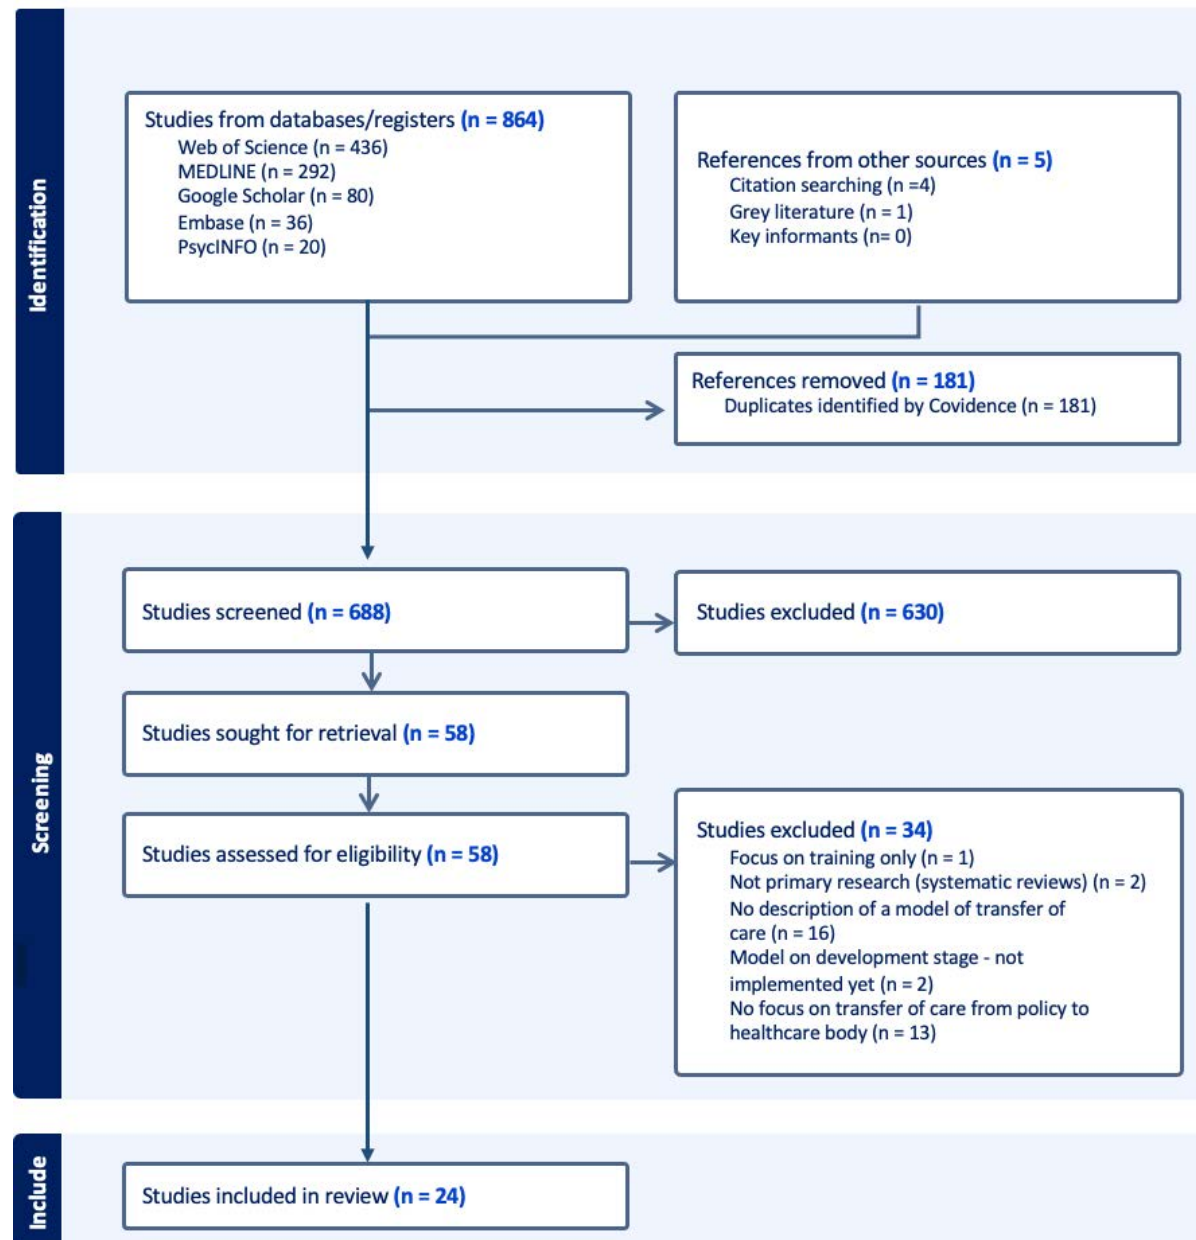 Identification
Studies from databases/registers (n = 864)
Web of Science (n = 436)
MEDLINE (n = 292)
Google Scholar (n = 80)
Embase (n = 36)
PsycINFO (n = 20)
References from other sources (n = 5)
Citation searching (n =4)
Grey literature (n = 1)
Key informants (n= 0)
References removed (n = 181)
Duplicates identified by Covidence (n = 181)
Screening
Studies screened (n = 688)
Studies excluded (n = 630)
Studies sought for retrieval (n = 58)
Studies assessed for eligibility (n = 58)
Studies excluded (n = 34)
Focus on training only (n = 1)
Not primary research (systematic reviews) (n = 2)
No description of a model of transfer of
care (n = 16)
Model on development stage - not
implemented yet (n = 2)
No focus on transfer of care from policy to
healthcare body (n = 13)
Include
Studies included in review (n = 24)